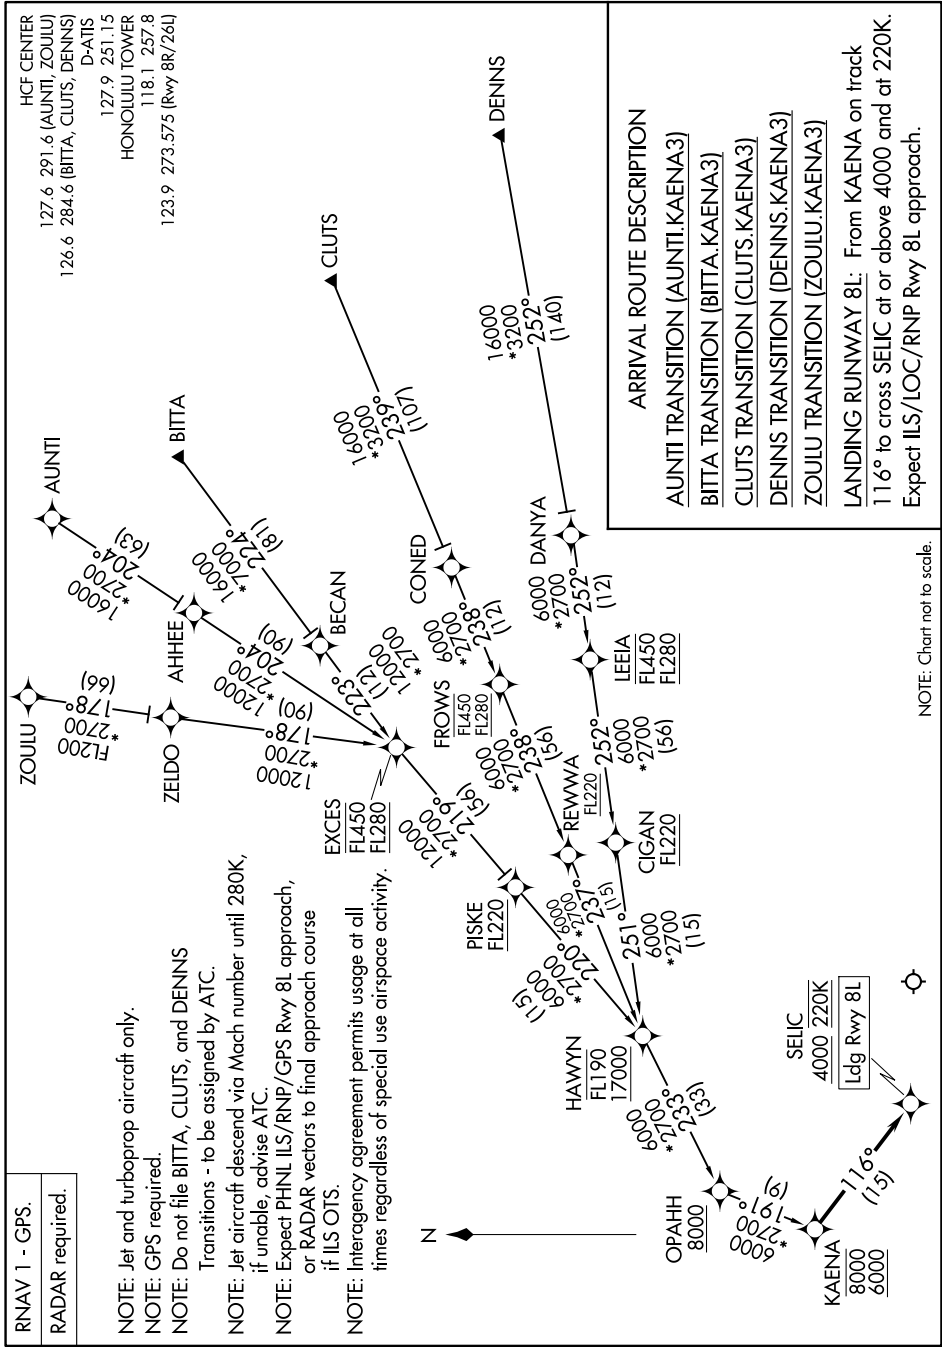 RNAV 1 - GPS.
RADAR required.
NOTE: Jet and turboprop aircraft only.
NOTE: GPS required.
NOTE: Do not file BITTA, CLUTS, and DENNS
Transitions - to be assigned by ATC.
NOTE: Jet aircraft descend via Mach number until 280K,
if unable, advise ATC.
NOTE: Expect PHNL ILS/RNP/GPS Rwy 8L approach,
or RADAR vectors to final approach course
if ILS OTS.
NOTE: Interagency agreement permits usage at all
times regardless of special use airspace activity.
HCF CENTER
127.6 291.6 (AUNTI, ZOULU)
126.6 284.6 (BITTA, CLUTS, DENNS)
D-ATIS
127.9 251.15
HONOLULU TOWER
118.1 257.8
123.9 273.575 (Rwy 8R/26L)
ZOULU
FL200
*2700
178°
(66)
ZELDO
12000
*2700
178°
(90)
AUNTI
16000
*2700
204°
(63)
AHHEE
12000
*2700
204°
(90)
BITTA
16000
*7000
224°
(81)
BECAN
223°
(12)
12000
*2700
EXCES
FL450
FL280
12000
*2700
219°
(56)
PISKE
FL220
(15)
6000
*2700
220°
CLUTS
16000
*3200
239°
(107)
CONED
6000
*2700
238°
(12)
FROWS
FL450
FL280
6000
*2700
238°
(56)
REWWA
FL220
6000
*2700
237°
(15)
DENNS
16000
*3200
252°
(140)
DANYA
6000
*2700
252°
(12)
LEEIA
FL450
FL280
252°
6000
*2700
(56)
CIGAN
FL220
251°
6000
*2700
(15)
HAWYN
FL190
17000
6000
*2700
233°
(33)
OPAHH
8000
6000
*2700
191°
(9)
KAENA
8000
6000
116°
(15)
SELIC
4000 220K
Ldg Rwy 8L
N
ARRIVAL ROUTE DESCRIPTION
AUNTI TRANSITION (AUNTI.KAENA3)
BITTA TRANSITION (BITTA.KAENA3)
CLUTS TRANSITION (CLUTS.KAENA3)
DENNS TRANSITION (DENNS.KAENA3)
ZOULU TRANSITION (ZOULU.KAENA3)
LANDING RUNWAY 8L: From KAENA on track
116° to cross SELIC at or above 4000 and at 220K.
Expect ILS/LOC/RNP Rwy 8L approach.
NOTE: Chart not to scale.